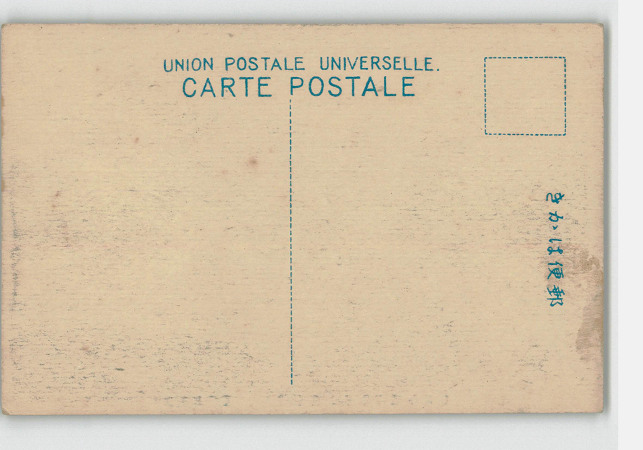 UNION POSTALE UNIVERSELLE.
CARTE POSTALE
きかは便郵